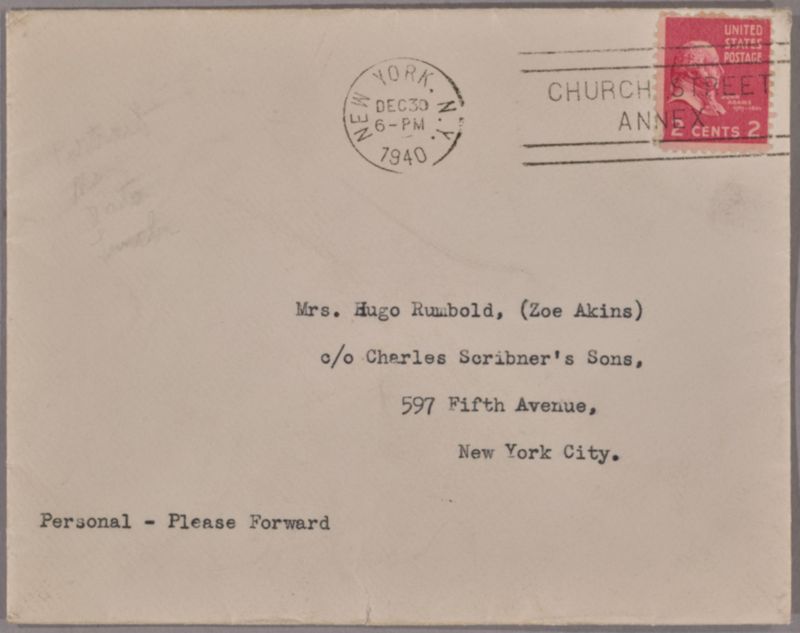 UNITED
STATES
POSTAGE
ADAMS
2 CENTS 2
NEW YORK, N.Y.
DEC 30
6-PM
1940
CHURCH STREET
ANNEX
Mrs. Hugo Rumbold, (Zoe Akins)
c/o Charles Scribner's Sons,
597 Fifth Avenue,
New York City.
Personal - Please Forward